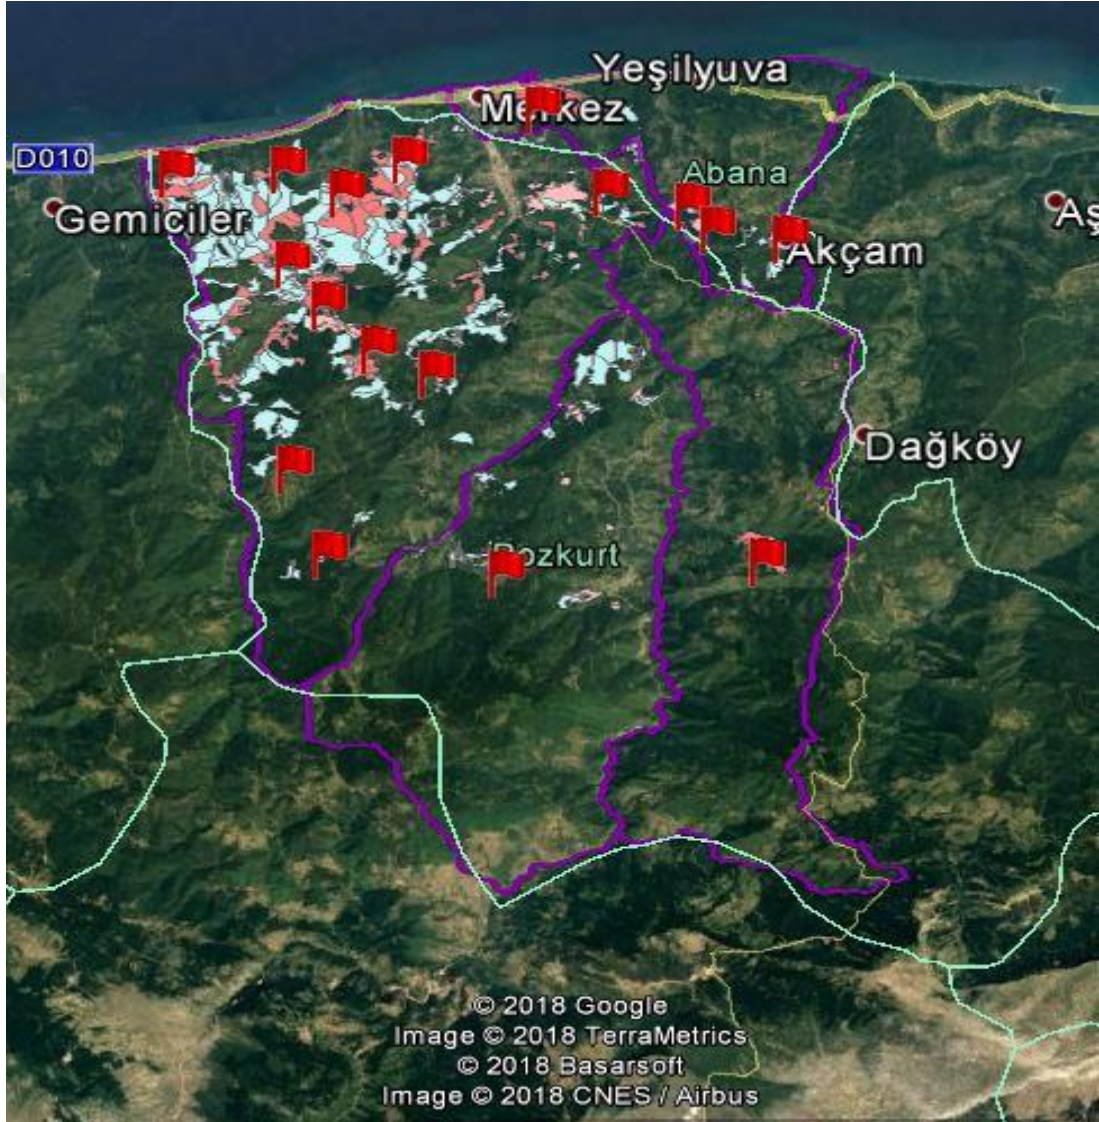 Yeşilyuva
Merkez
D010
Abana
Gemiciler
Aş
Akçam
Dağköy
Bozkurt
© 2018 Google
Image © 2018 TerraMetrics
© 2018 Basarsoft
Image © 2018 CNES / Airbus